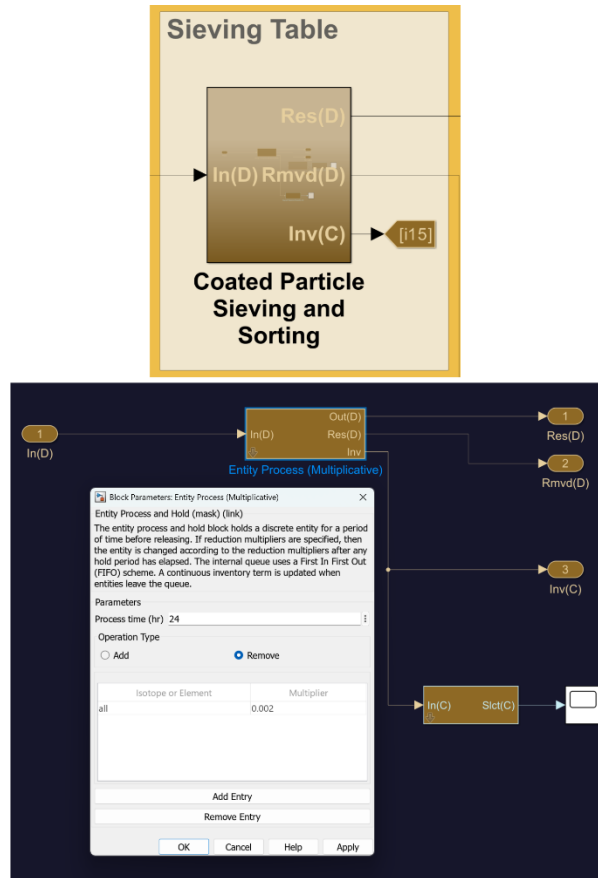 Sieving Table
Res(D)
In(D) Rmvd(D)
Inv(C)
[i15]
Coated Particle
Sieving and
Sorting
1
In(D)
In(D)
Out(D)
Res(D)
Inv
Entity Process (Multiplicative)
1
Res(D)
2
Rmvd(D)
3
Inv(C)
In(C) Slct(C)
Block Parameters: Entity Process (Multiplicative)
Entity Process and Hold (mask) (link)
The entity process and hold block holds a discrete entity for a period
of time before releasing. If reduction multipliers are specified, then
the entity is changed according to the reduction multipliers after any
hold period has elapsed. The internal queue uses a First In First Out
(FIFO) scheme. A continuous inventory term is updated when
entities leave the queue.
Parameters
Process time (hr) 24
Operation Type
Add Remove
Isotope or Element Multiplier
all 0.002
Add Entry
Remove Entry
OK Cancel Help Apply